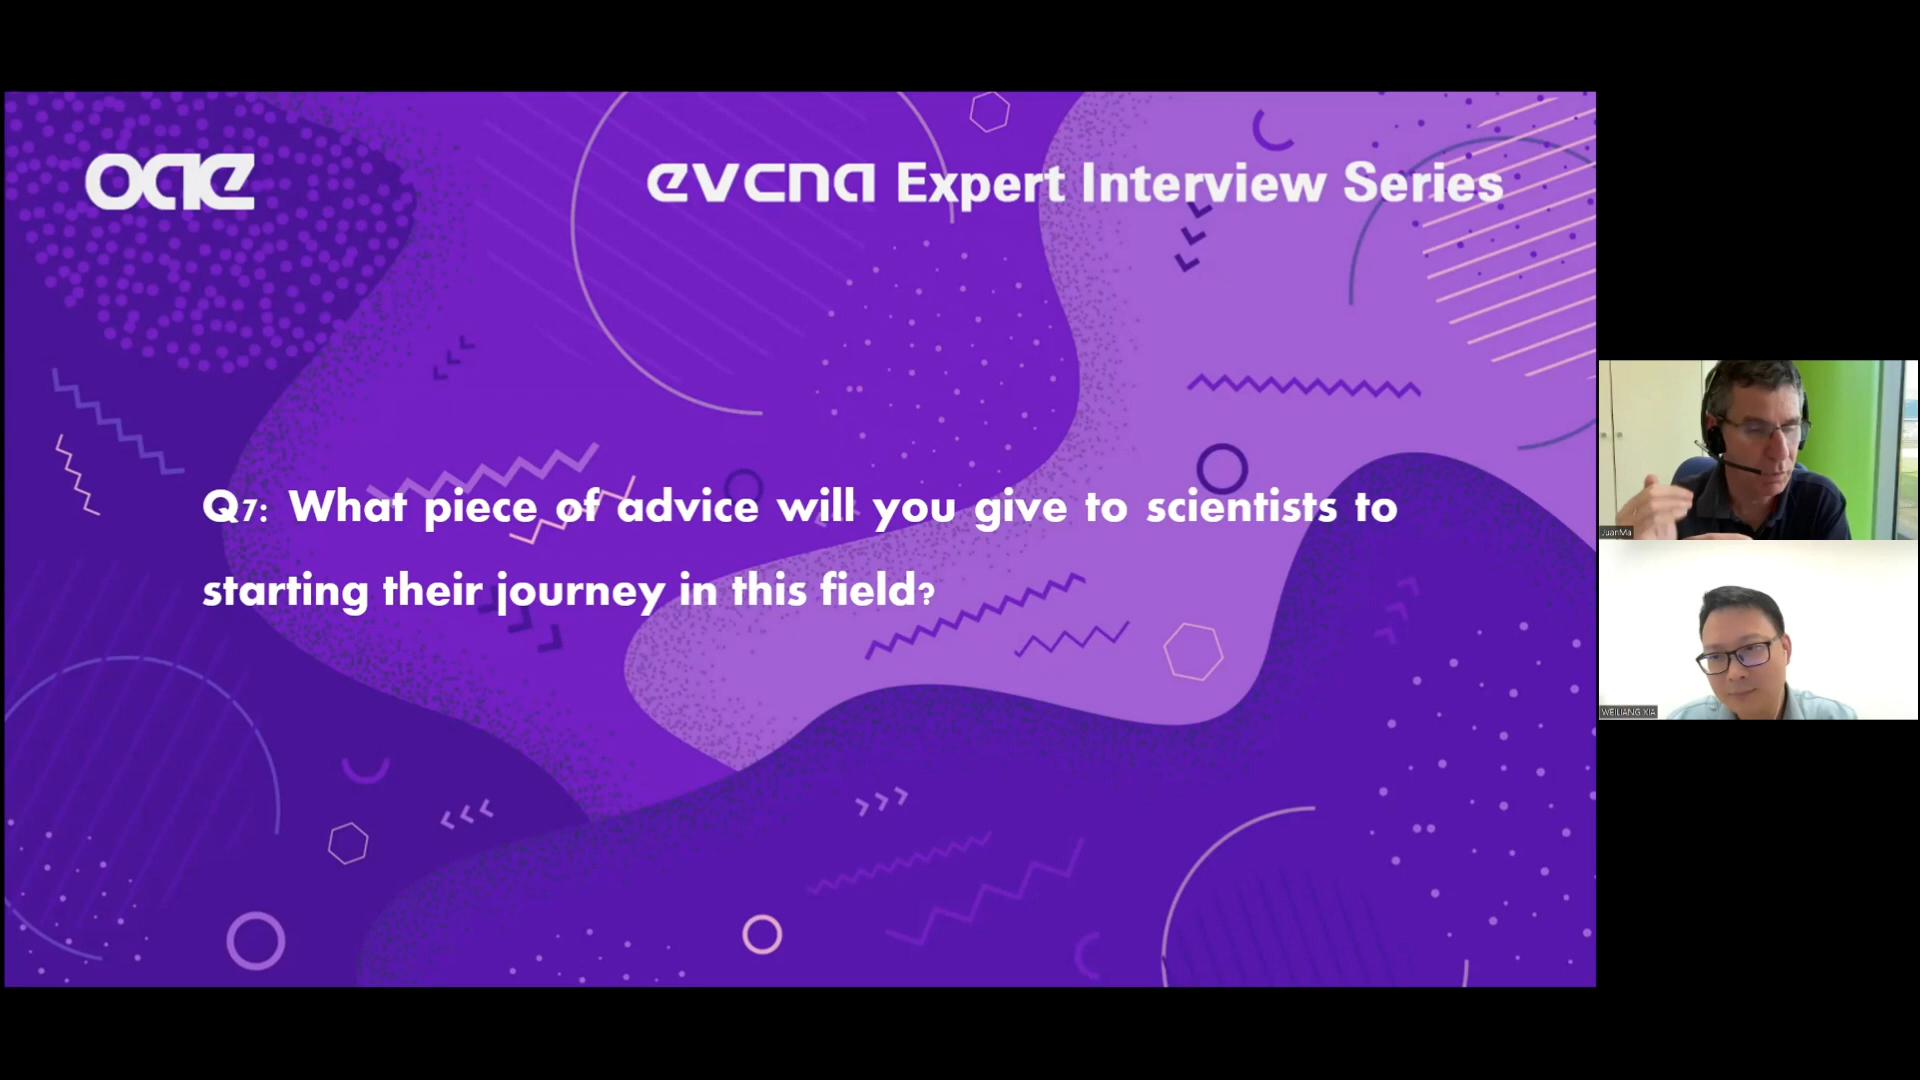 oae
evcna Expert Interview Series
Q7: What piece of advice will you give to scientists to
starting their journey in this field?
JuanMa
WEILIANG XIA